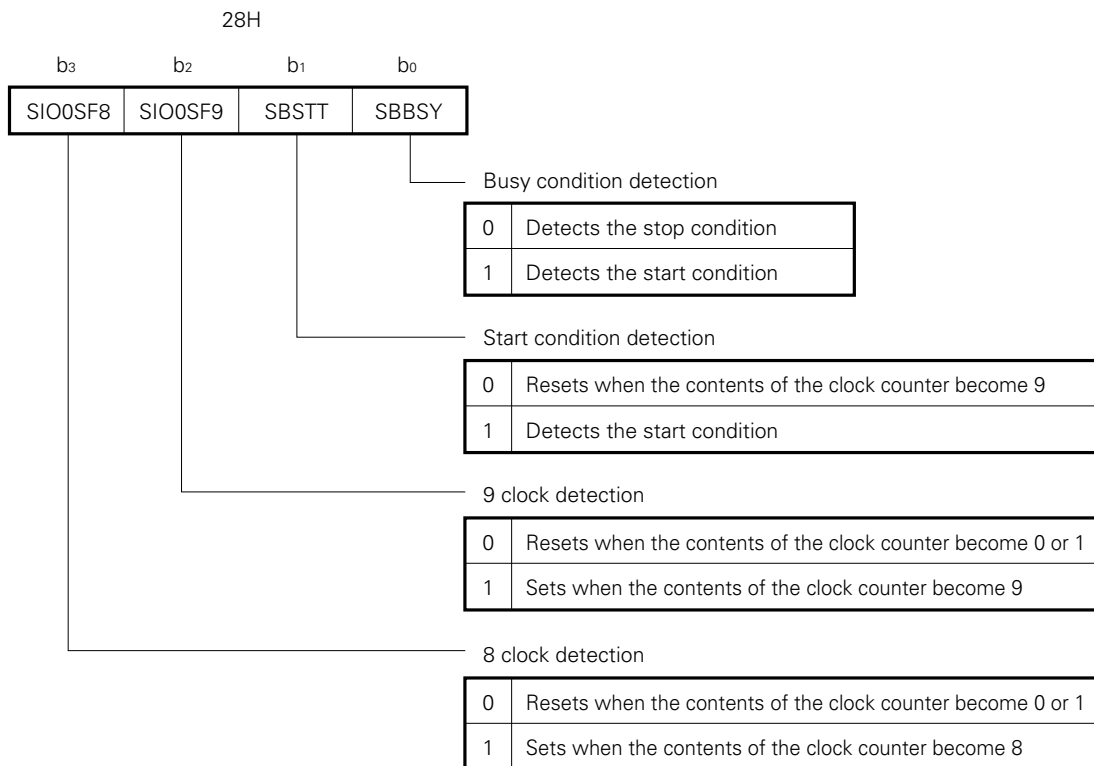 28H
b3 b2 b1 b0
SIO0SF8 SIO0SF9 SBSTT SBBSY
Busy condition detection
0 Detects the stop condition
1 Detects the start condition
Start condition detection
0 Resets when the contents of the clock counter become 9
1 Detects the start condition
9 clock detection
0 Resets when the contents of the clock counter become 0 or 1
1 Sets when the contents of the clock counter become 9
8 clock detection
0 Resets when the contents of the clock counter become 0 or 1
1 Sets when the contents of the clock counter become 8